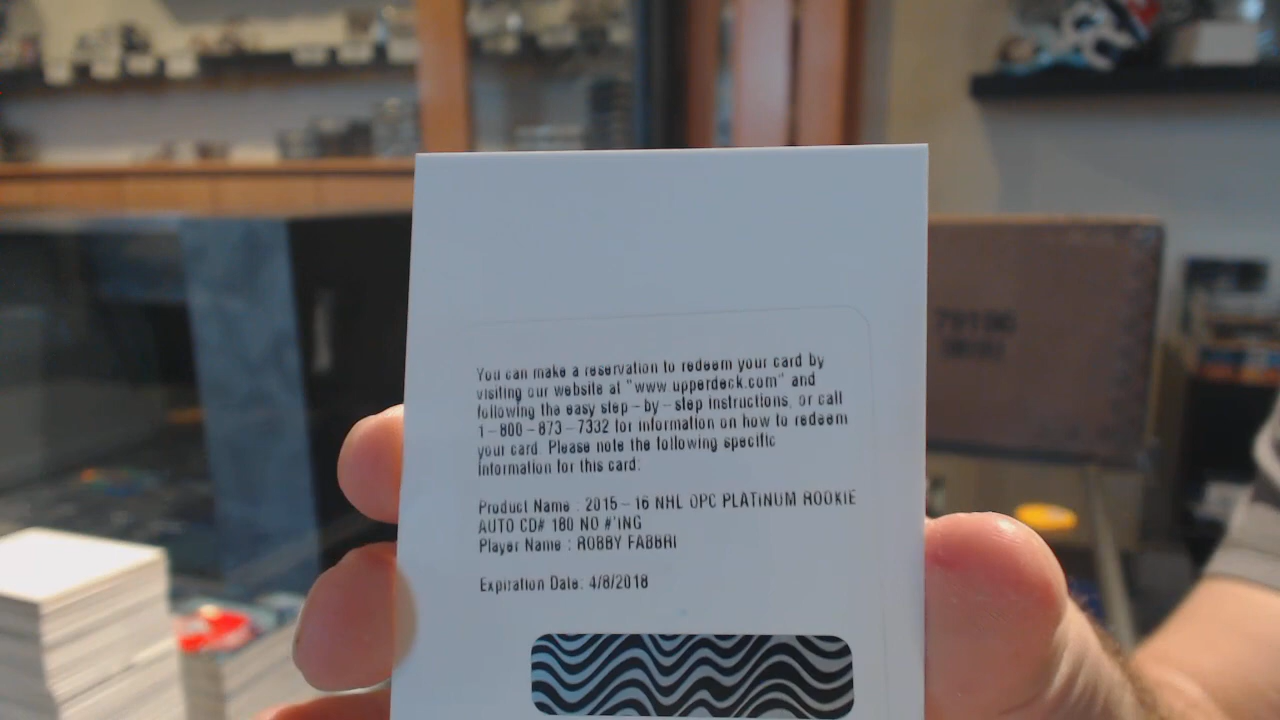 You can make a reservation to redeem your card by
visiting our website at "www.upperdeck.com" and
following the easy step-by-step instructions, or call
1-800-873-7332 for information on how to redeem
your card. Please note the following specific
information for this card:
Product Name : 2015-16 NHL OPC PLATINUM ROOKIE
AUTO CD# 180 NO #'ING
Player Name : ROBBY FABBRI
Expiration Date: 4/8/2018